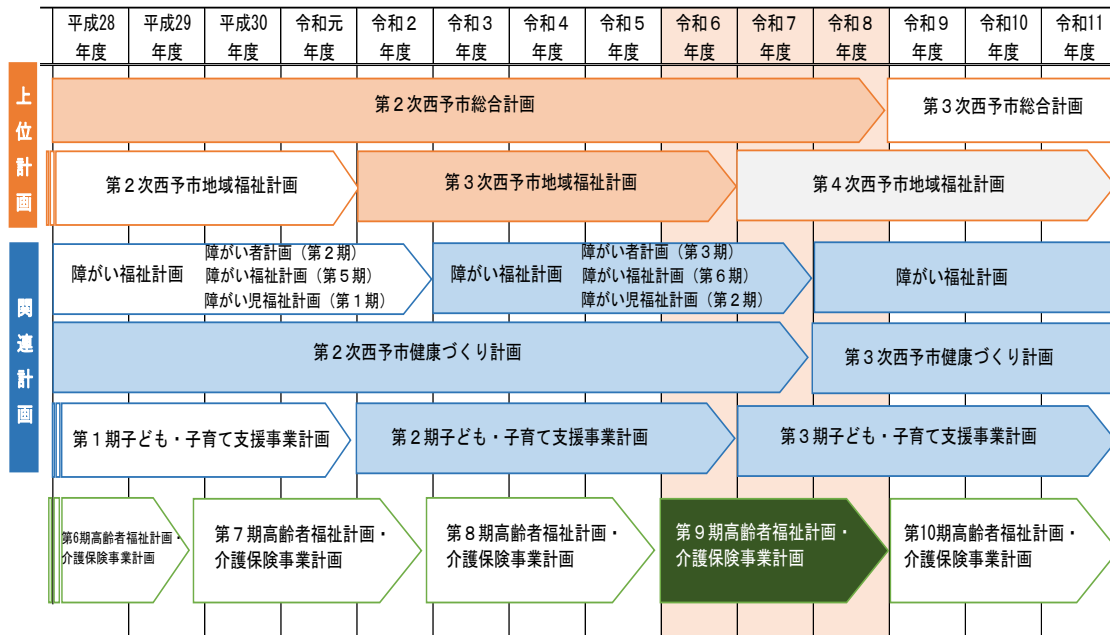 平成28
年度
平成29
年度
平成30
年度
令和元
年度
令和２
年度
令和３
年度
令和４
年度
令和５
年度
令和６
年度
令和７
年度
令和８
年度
令和９
年度
令和10
年度
令和11
年度
上位計画
第２次西予市総合計画
第３次西予市総合計画
第２次西予市地域福祉計画
第３次西予市地域福祉計画
第４次西予市地域福祉計画
関連計画
障がい福祉計画
障がい者計画（第２期）
障がい福祉計画（第５期）
障がい児福祉計画（第１期）
障がい福祉計画
障がい者計画（第３期）
障がい福祉計画（第６期）
障がい児福祉計画（第２期）
障がい福祉計画
第２次西予市健康づくり計画
第３次西予市健康づくり計画
第１期子ども・子育て支援事業計画
第２期子ども・子育て支援事業計画
第３期子ども・子育て支援事業計画
第6期高齢者福祉計画・
介護保険事業計画
第７期高齢者福祉計画・
介護保険事業計画
第８期高齢者福祉計画・
介護保険事業計画
第９期高齢者福祉計画・
介護保険事業計画
第10期高齢者福祉計画・
介護保険事業計画